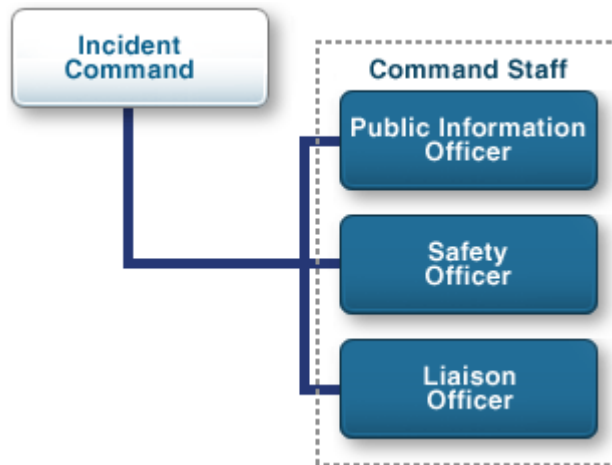 Incident
Command
Command Staff
Public Information
Officer
Safety
Officer
Liaison
Officer